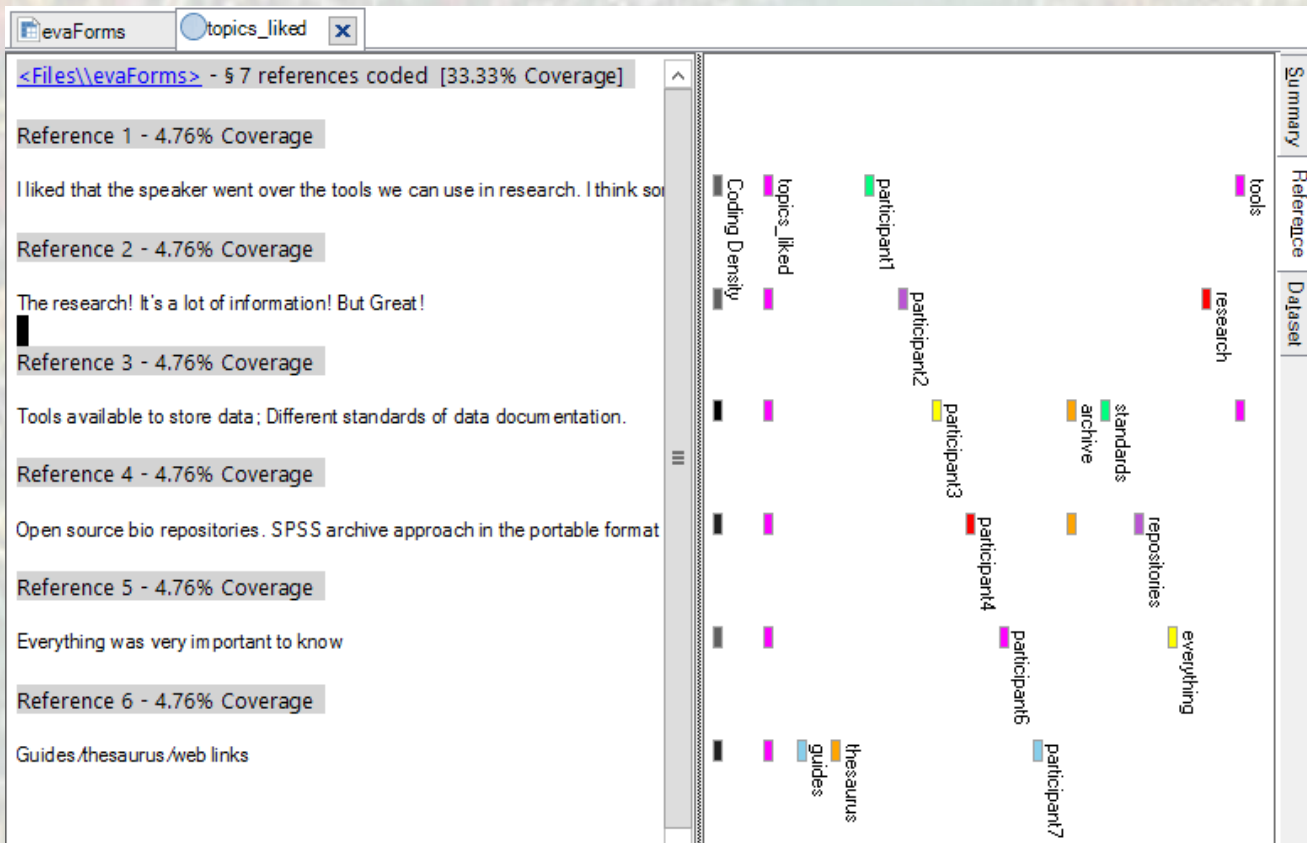 evaForms
topics_liked
<Files\\evaForms> - § 7 references coded [33.33% Coverage]
Reference 1 - 4.76% Coverage
I liked that the speaker went over the tools we can use in research. I think
Reference 2 - 4.76% Coverage
The research! It's a lot of information! But Great!
Reference 3 - 4.76% Coverage
Tools available to store data; Different standards of data documentation.
Reference 4 - 4.76% Coverage
Open source bio repositories. SPSS archive approach in the portable format
Reference 5 - 4.76% Coverage
Everything was very important to know
Reference 6 - 4.76% Coverage
Guides/thesaurus/web links
Coding Density
topics_liked
guides
thesaurus
participant1
participant2
participant3
participant4
participant6
participant7
archive
standards
repositories
everything
research
tools
Summary
Reference
Dataset